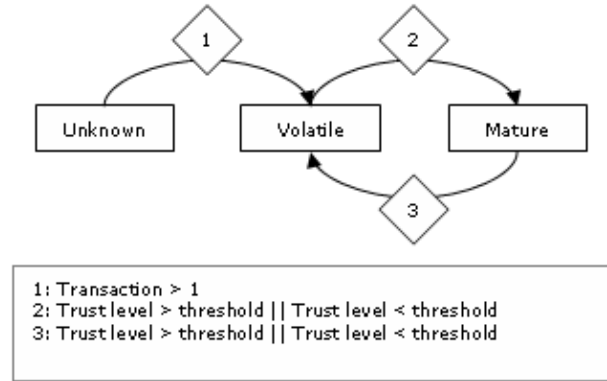 1
2
Unknown
Volatile
Mature
3
1: Transaction > 1
2: Trust level > threshold || Trust level < threshold
3: Trust level > threshold || Trust level < threshold